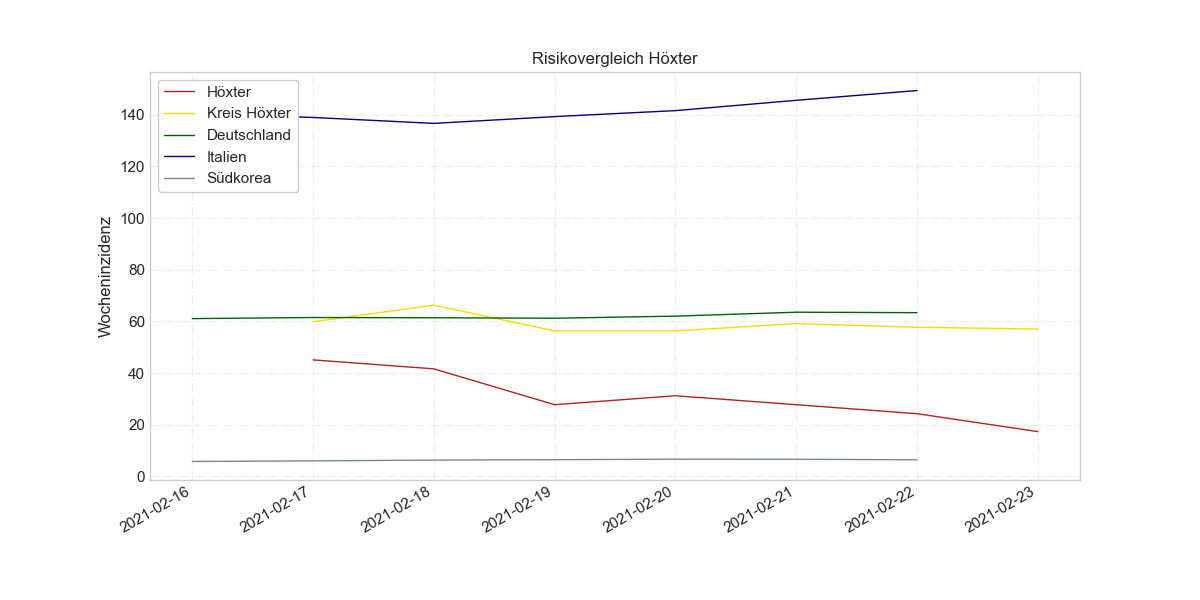 Risikovergleich Höxter
Höxter
Kreis Höxter
Deutschland
Italien
Südkorea
Wocheninzidenz
140
120
100
80
60
40
20
0
2021-02-16
2021-02-17
2021-02-18
2021-02-19
2021-02-20
2021-02-21
2021-02-22
2021-02-23